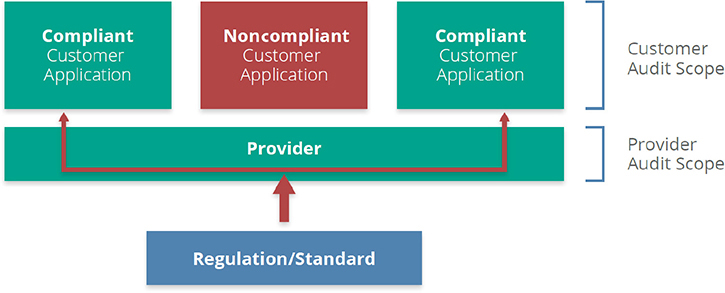 Compliant
Customer
Application
Noncompliant
Customer
Application
Compliant
Customer
Application
Customer
Audit Scope
Provider
Provider
Audit Scope
Regulation/Standard